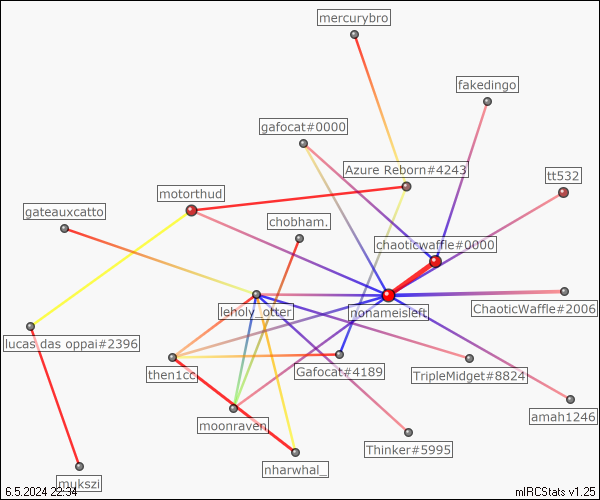 mercurybro
fakedingo
gafocat#0000
Azure Reborn#4243
tt532
motorthud
gateauxcatto
chobham.
chaoticwaffle#0000
leholy_otter
nonameisleft
ChaoticWaffle#2006
lucas das oppai#2396
then1cc
Gafocat#4189
TripleMidget#8824
moonraven
amah1246
Thinker#5995
nharwhal_
mukszi
6.5.2024 22:34
mIRCStats v1.25